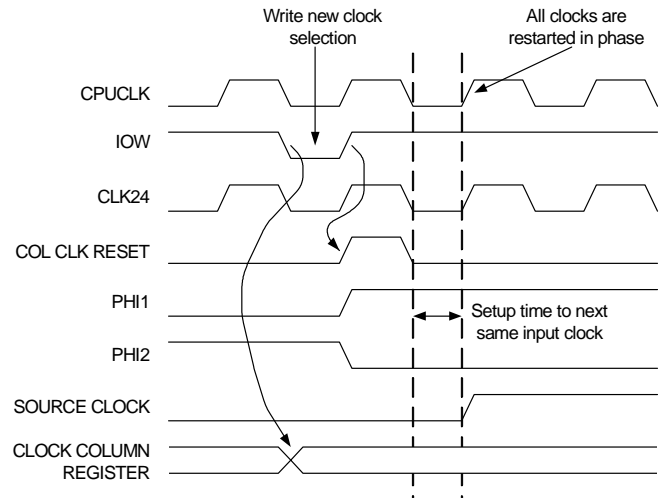 Write new clock
selection
All clocks are
restarted in phase
CPUCLK
IOW
CLK24
COL CLK RESET
PHI1
Setup time to next
same input clock
PHI2
SOURCE CLOCK
CLOCK COLUMN
REGISTER